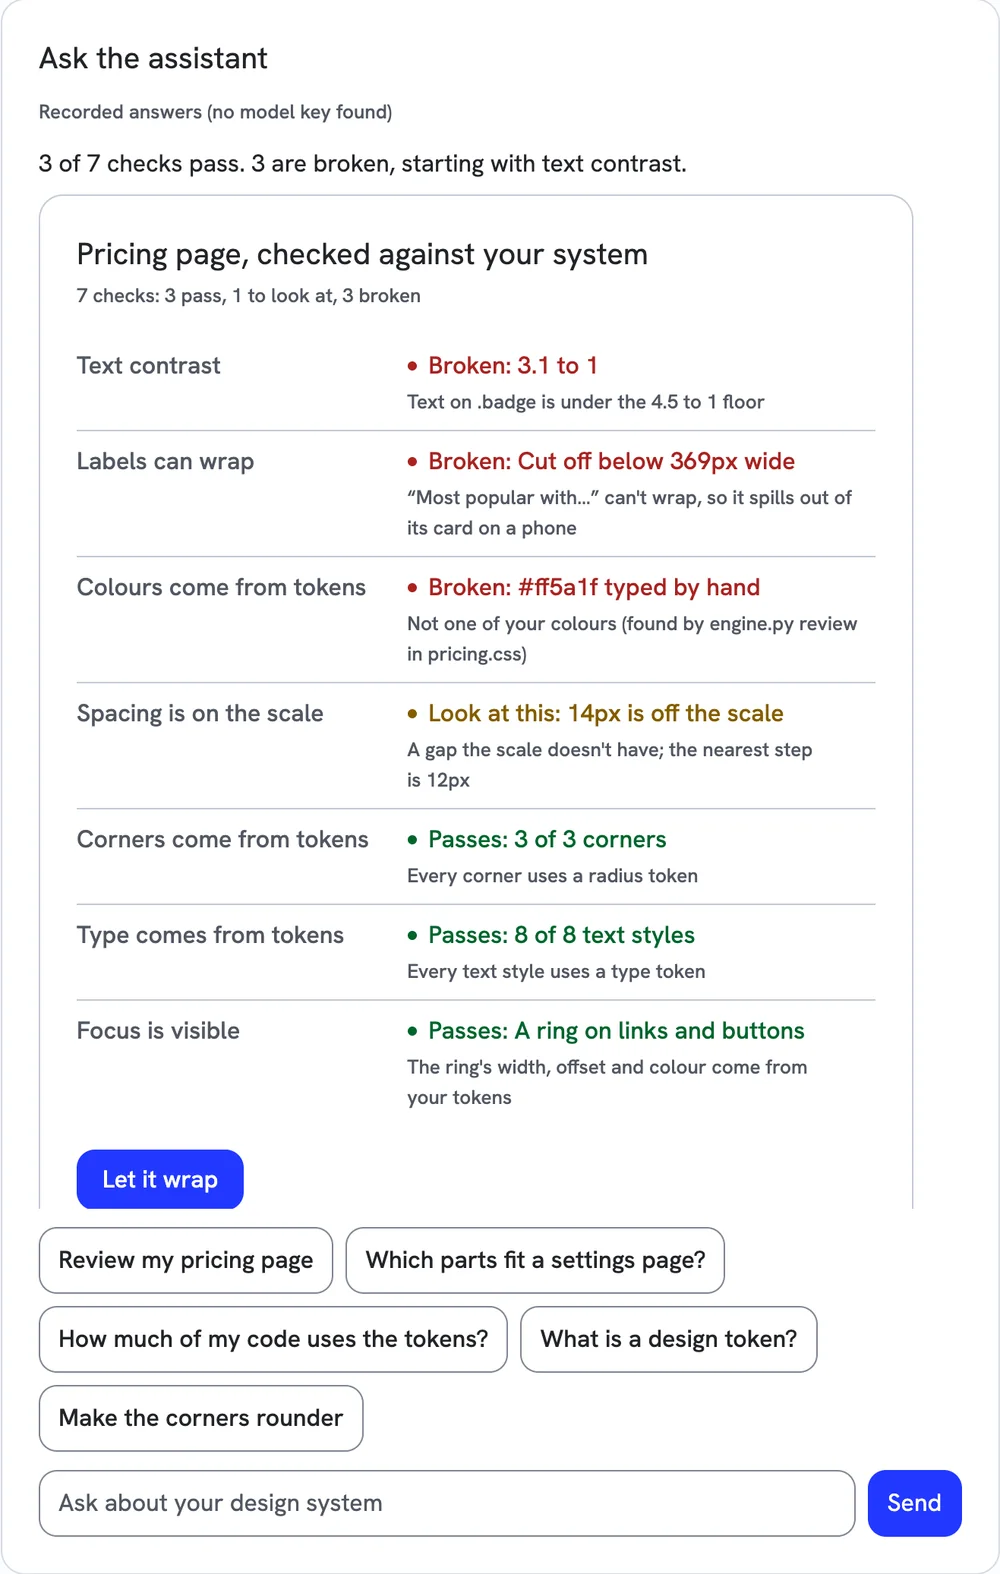 Ask the assistant
Recorded answers (no model key found)
3 of 7 checks pass. 3 are broken, starting with text contrast.
Pricing page, checked against your system
7 checks: 3 pass, 1 to look at, 3 broken
Text contrast
• Broken: 3.1 to 1
Text on .badge is under the 4.5 to 1 floor
Labels can wrap
• Broken: Cut off below 369px wide
“Most popular with…” can't wrap, so it spills out of
its card on a phone
Colours come from tokens
• Broken: #ff5a1f typed by hand
Not one of your colours (found by engine.py review
in pricing.css)
Spacing is on the scale
• Look at this: 14px is off the scale
A gap the scale doesn't have; the nearest step
is 12px
Corners come from tokens
• Passes: 3 of 3 corners
Every corner uses a radius token
Type comes from tokens
• Passes: 8 of 8 text styles
Every text style uses a type token
Focus is visible
• Passes: A ring on links and buttons
The ring's width, offset and colour come from
your tokens
Let it wrap
Review my pricing page
Which parts fit a settings page?
How much of my code uses the tokens?
What is a design token?
Make the corners rounder
Ask about your design system
Send